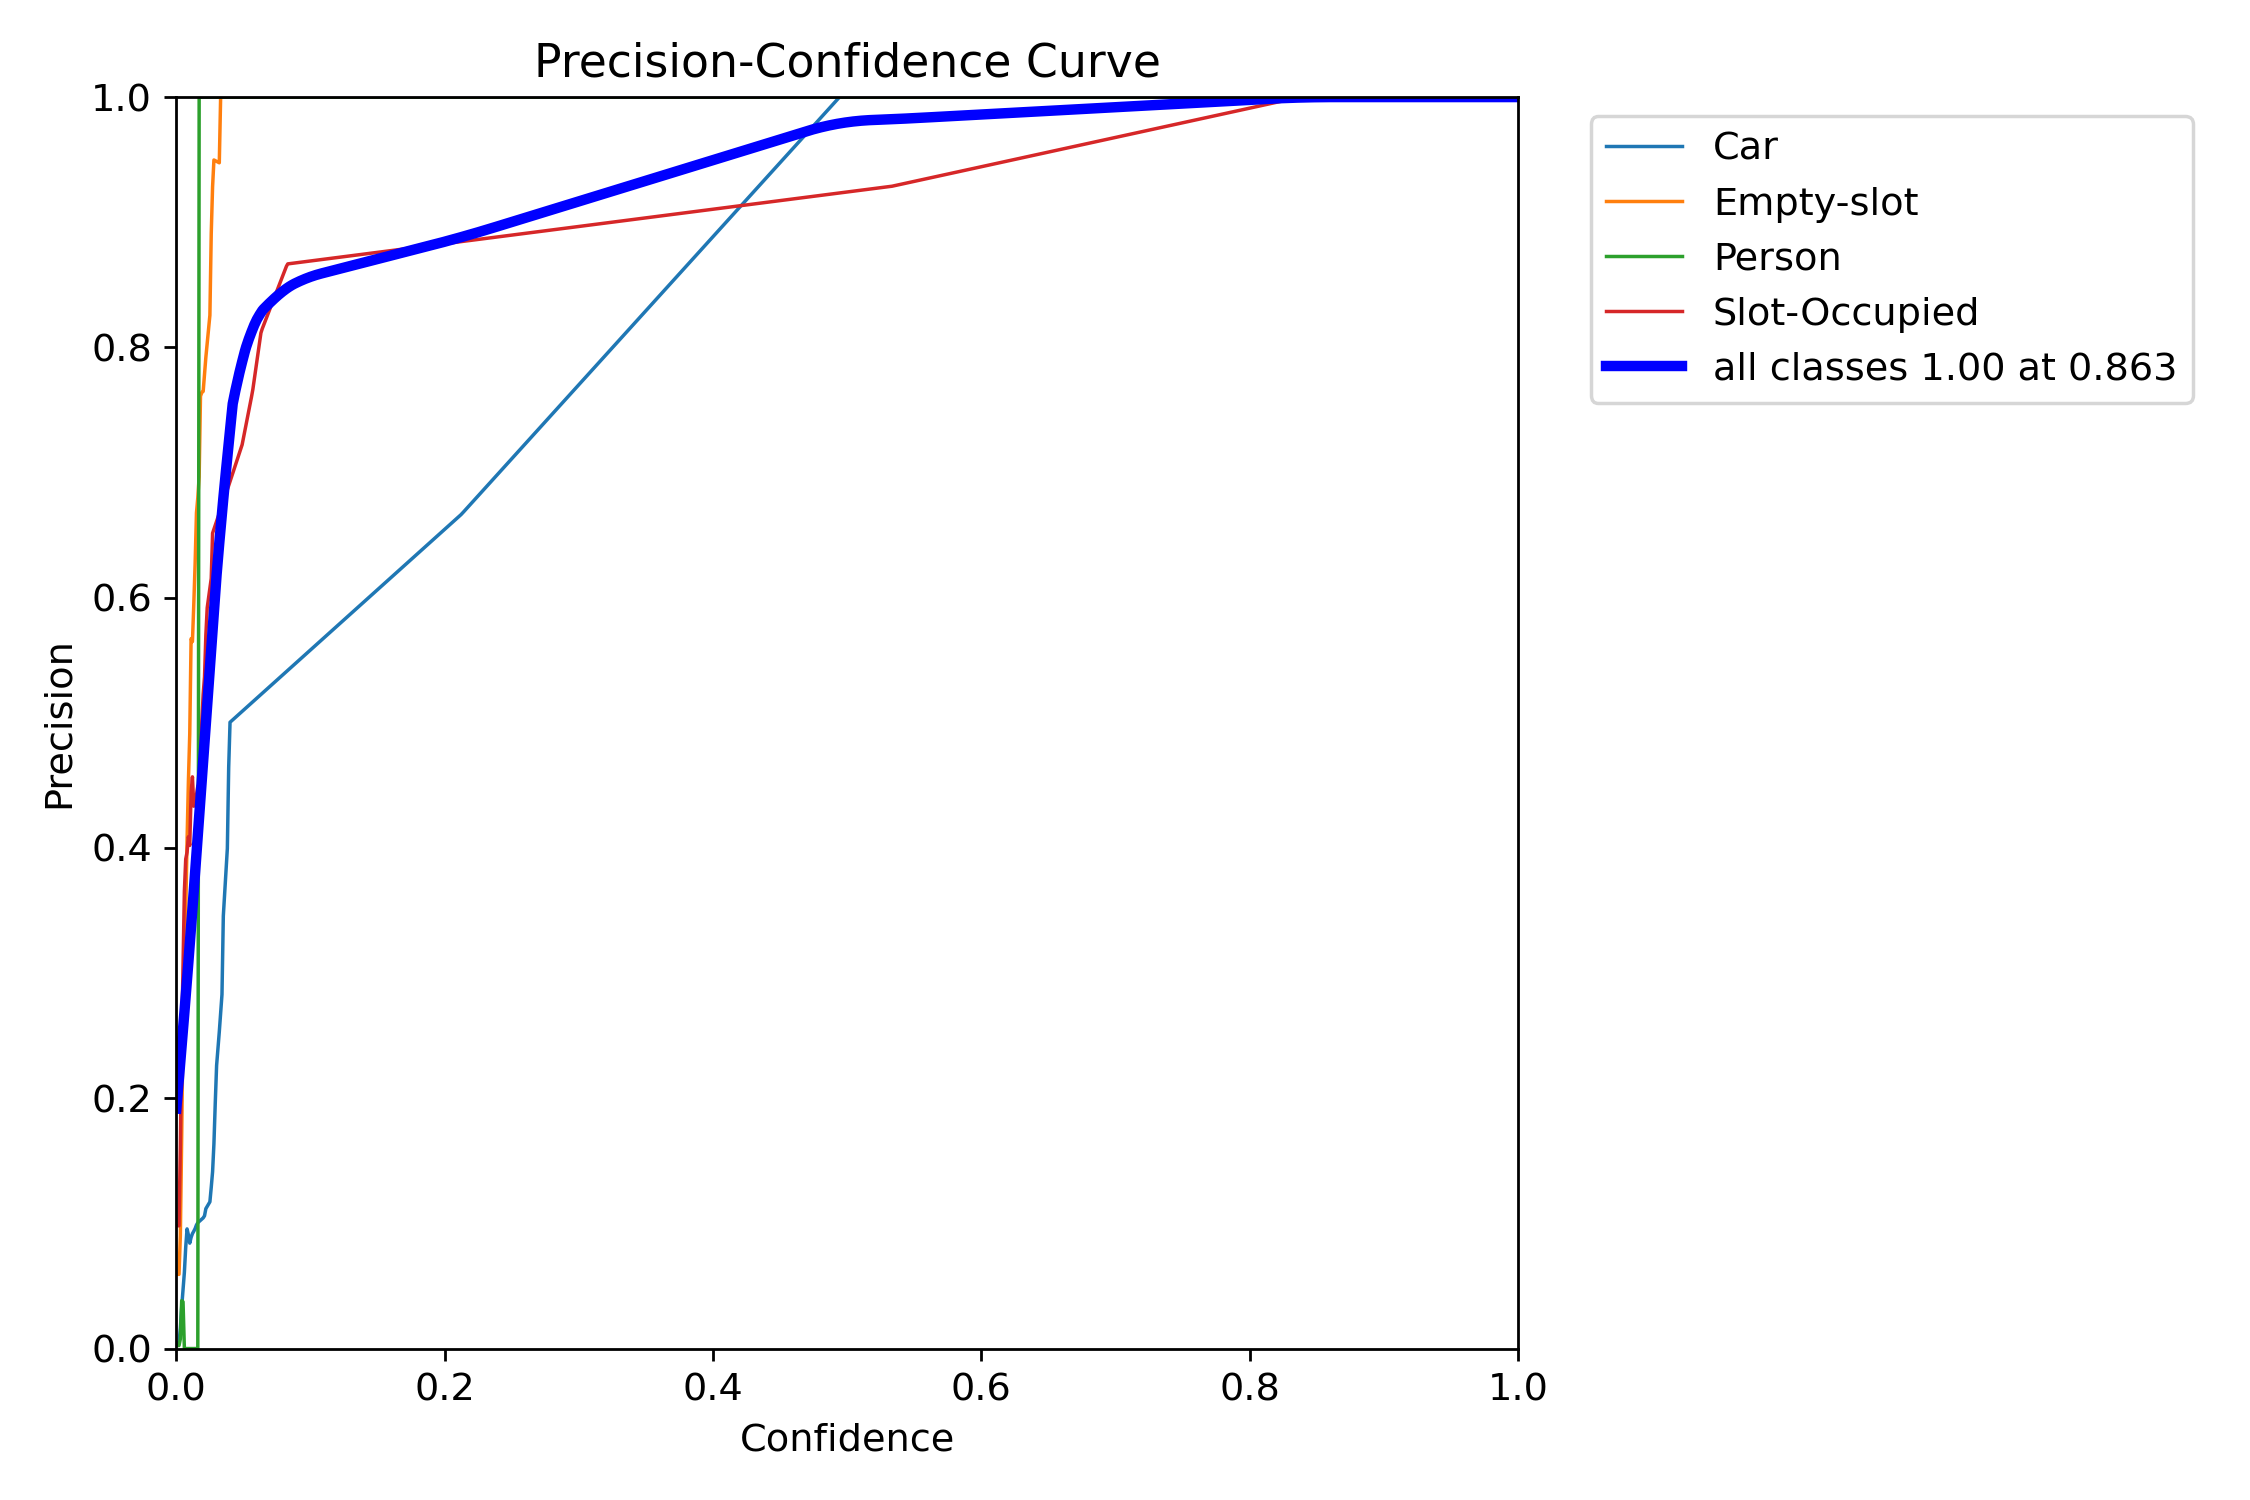 Precision-Confidence Curve
1.0
0.8
0.6
0.4
0.2
0.0
Precision
0.0 0.2 0.4 0.6 0.8 1.0
Confidence
Car
Empty-slot
Person
Slot-Occupied
all classes 1.00 at 0.863